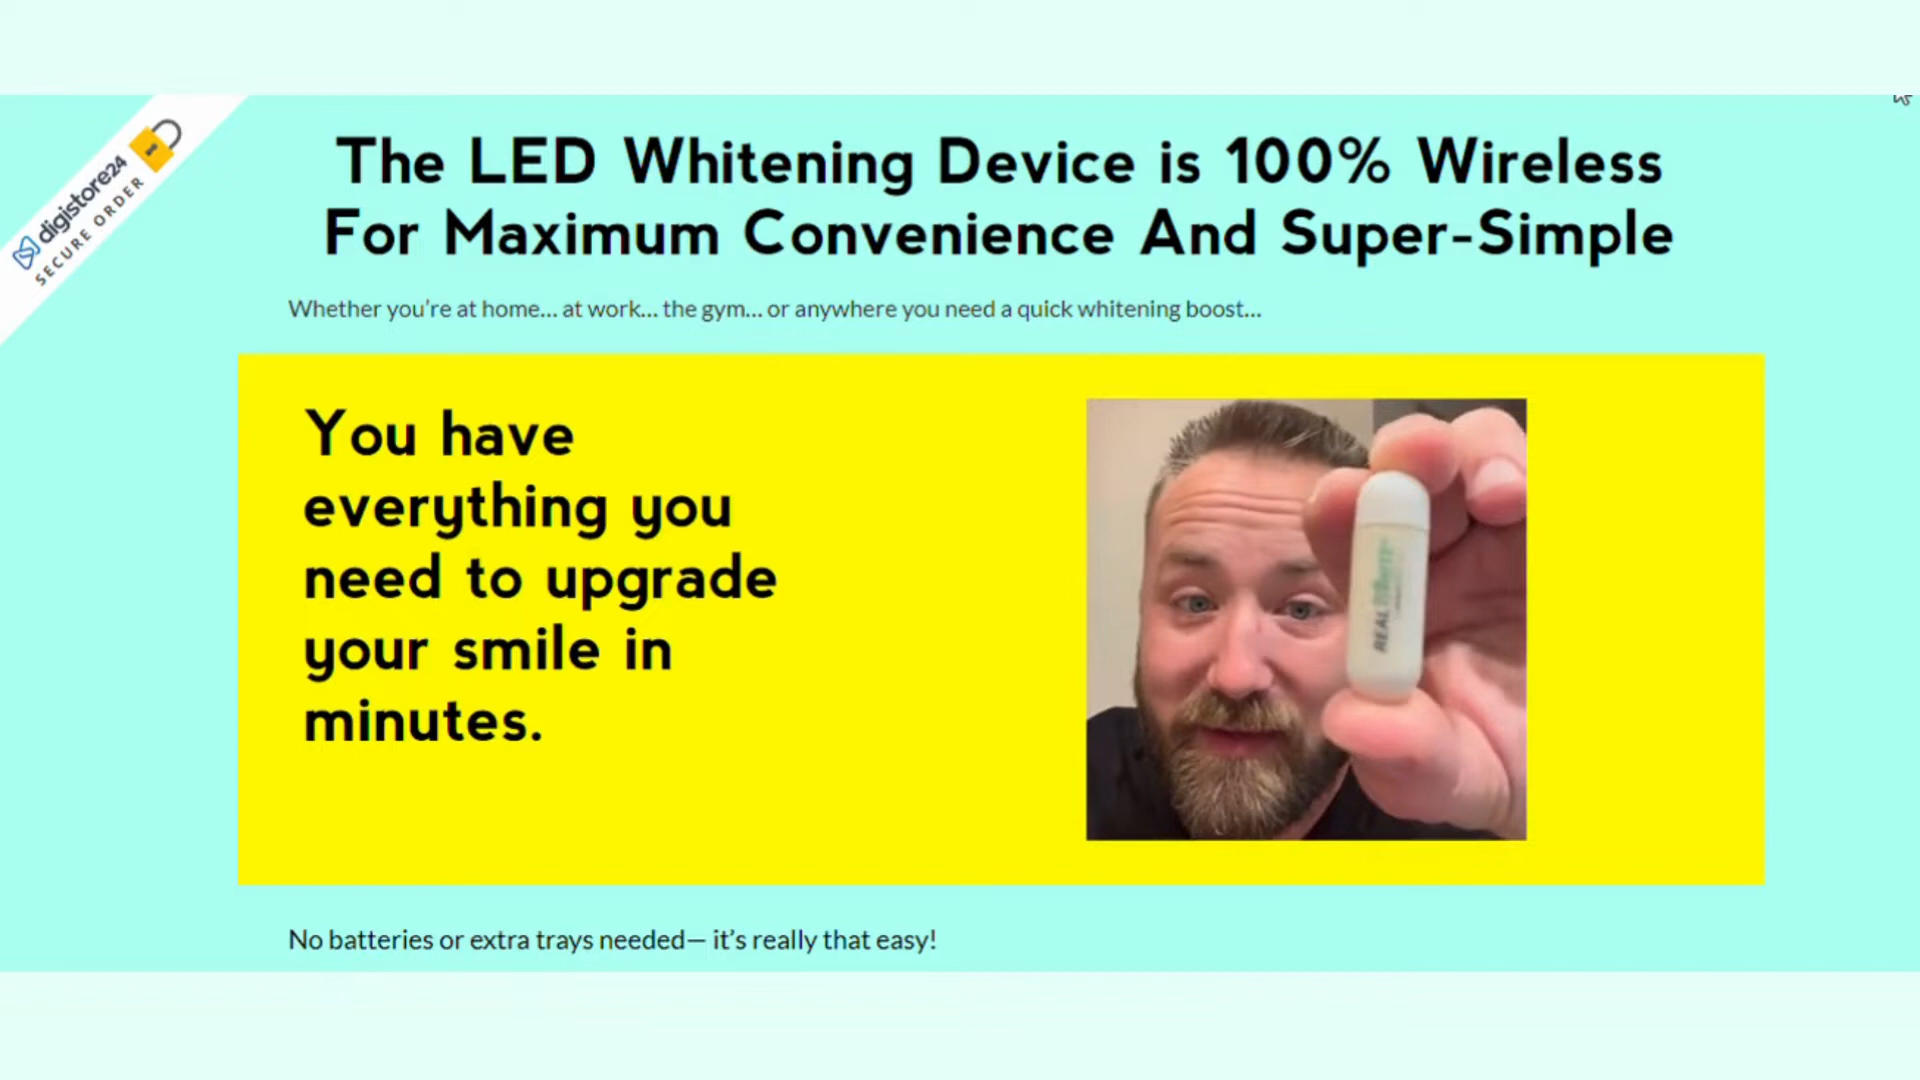 digistore24
SECURE ORDER
The LED Whitening Device is 100% Wireless
For Maximum Convenience And Super-Simple
Whether you're at home... at work... the gym... or anywhere you need a quick whitening boost...
You have
everything you
need to upgrade
your smile in
minutes.
REAL
No batteries or extra trays needed— it's really that easy!